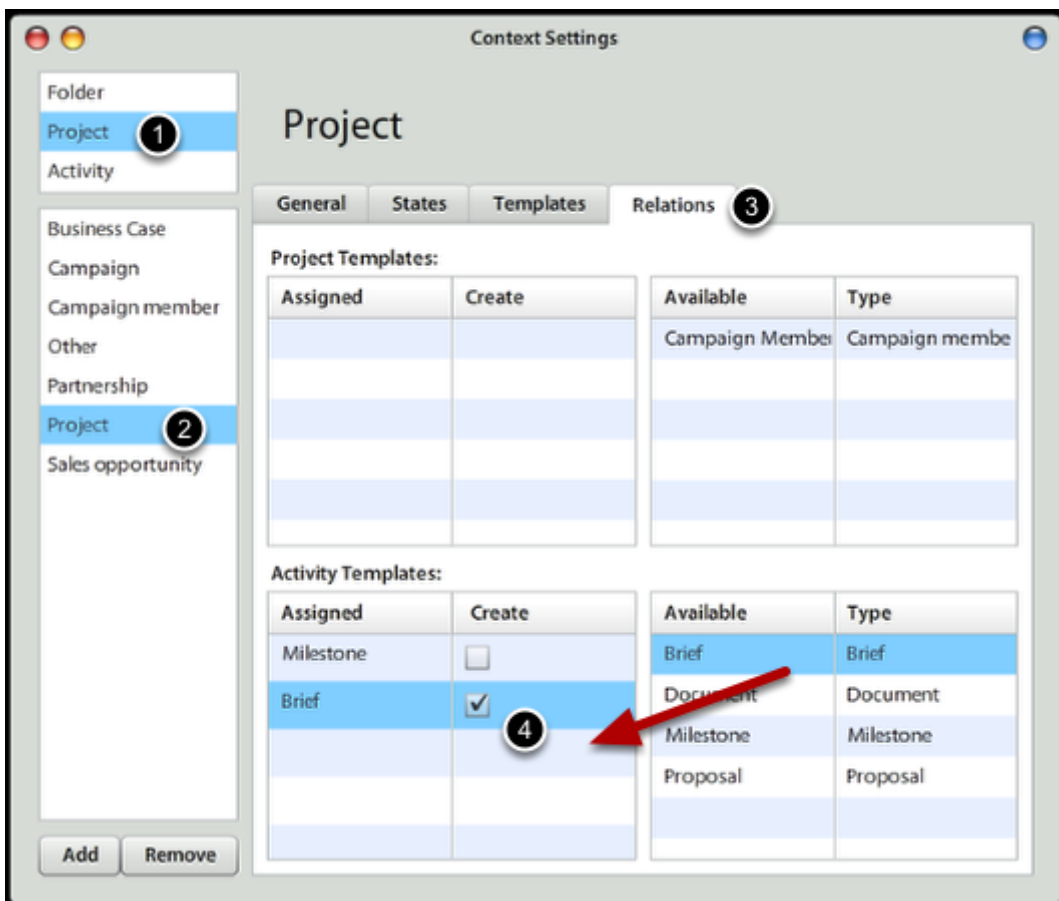 Context Settings
Folder
Project 1
Activity
Business Case
Campaign
Campaign member
Other
Partnership
Project 2
Sales opportunity
Add Remove
Project
General States Templates Relations 3
Project Templates:
Assigned Create Available Type
Campaign Member Campaign membe
Activity Templates:
Assigned Create Available Type
Milestone Brief Brief
Brief 4 Document Document
Milestone Milestone
Proposal Proposal